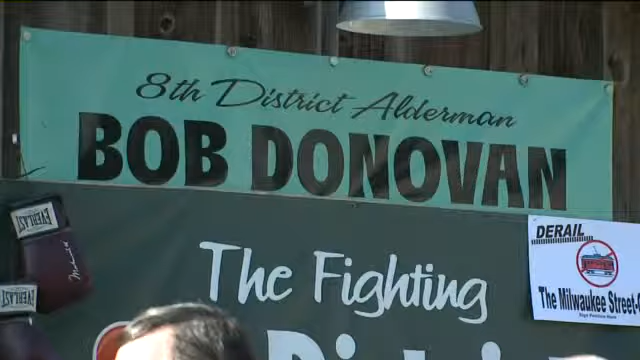 8th District Alderman
BOB DONOVAN
The Fighting
DERAIL
The Milwaukee Street-
EVERLAST
EVERLAST